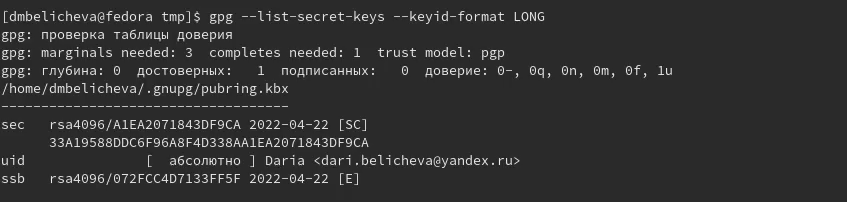 [dmbelicheva@fedora tmp]$ gpg --list-secret-keys --keyid-format LONG
gpg: проверка таблицы доверия
gpg: marginals needed: 3  completes needed: 1  trust model: pgp
gpg: глубина: 0  достоверных:   1  подписанных:   0  доверие: 0-, 0q, 0n, 0m, 0f, 1u
/home/dmbelicheva/.gnupg/pubring.kbx
------------------------------------
sec   rsa4096/A1EA2071843DF9CA 2022-04-22 [SC]
      33A19588DDC6F96A8F4D338AA1EA2071843DF9CA
uid               [  абсолютно ] Daria <dari.belicheva@yandex.ru>
ssb   rsa4096/072FCC4D7133FF5F 2022-04-22 [E]